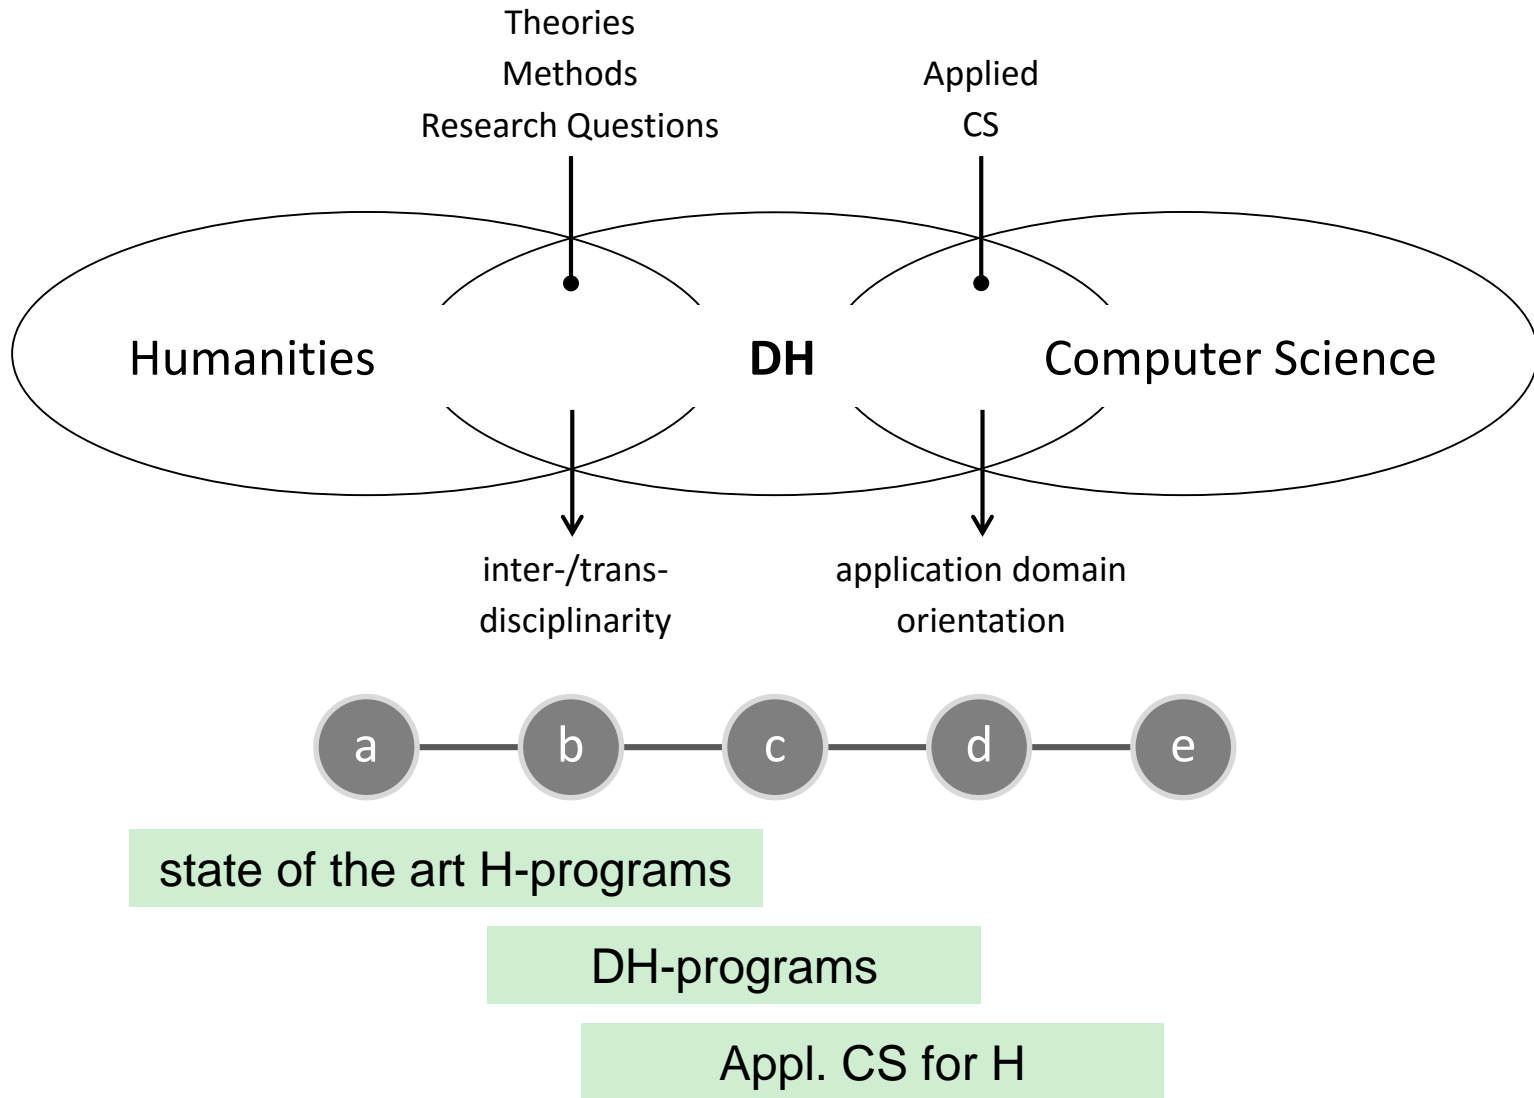 Theories
Methods
Research Questions
Applied
CS
Humanities
DH
Computer Science
inter-/trans-
disciplinarity
application domain
orientation
a
b
c
d
e
state of the art H-programs
DH-programs
Appl. CS for H